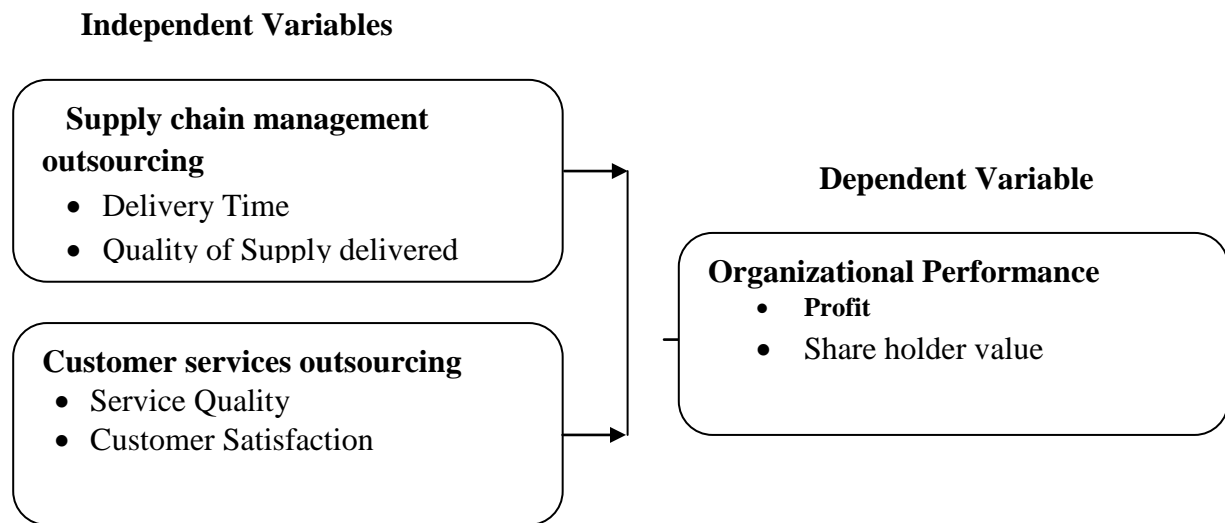 Independent Variables
Supply chain management
outsourcing
• Delivery Time
• Quality of Supply delivered
Customer services outsourcing
• Service Quality
• Customer Satisfaction
Dependent Variable
Organizational Performance
• Profit
• Share holder value